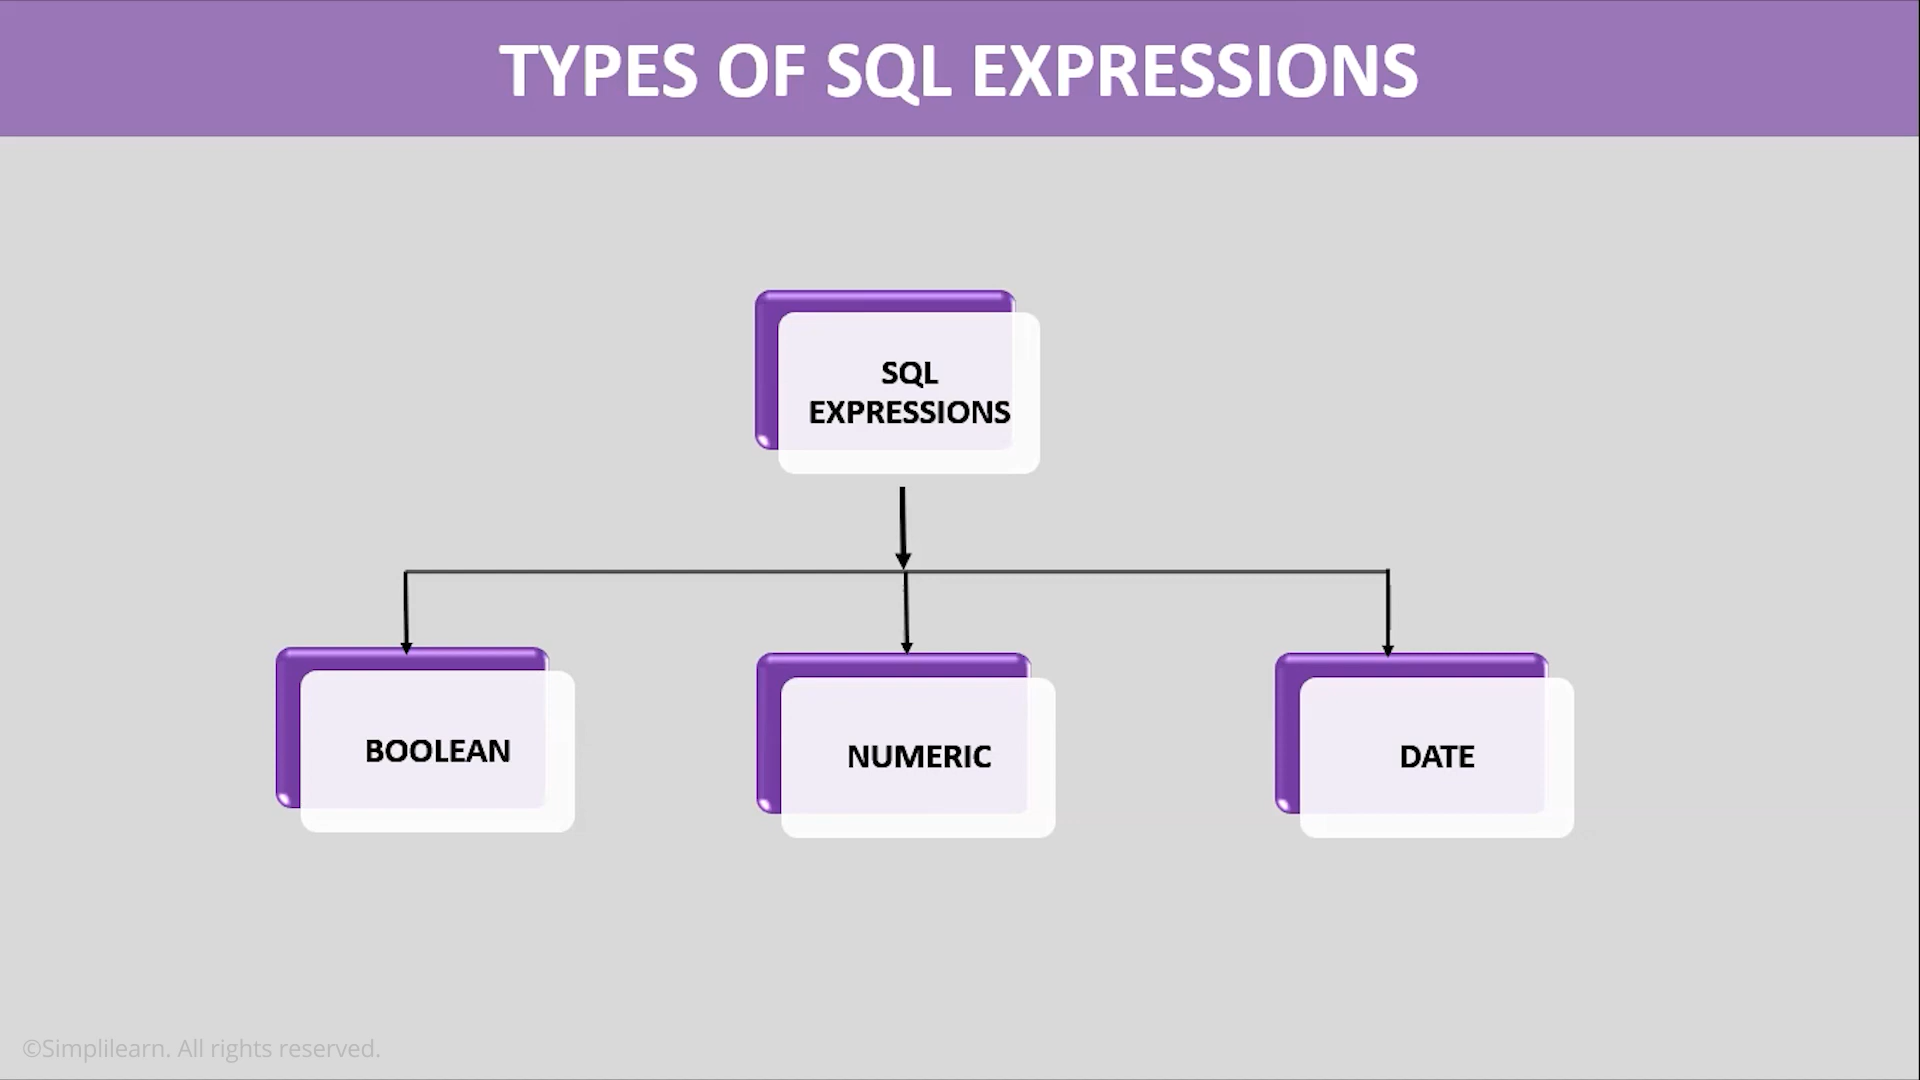 TYPES OF SQL EXPRESSIONS
SQL
EXPRESSIONS
BOOLEAN
NUMERIC
DATE
©Simplilearn. All rights reserved.